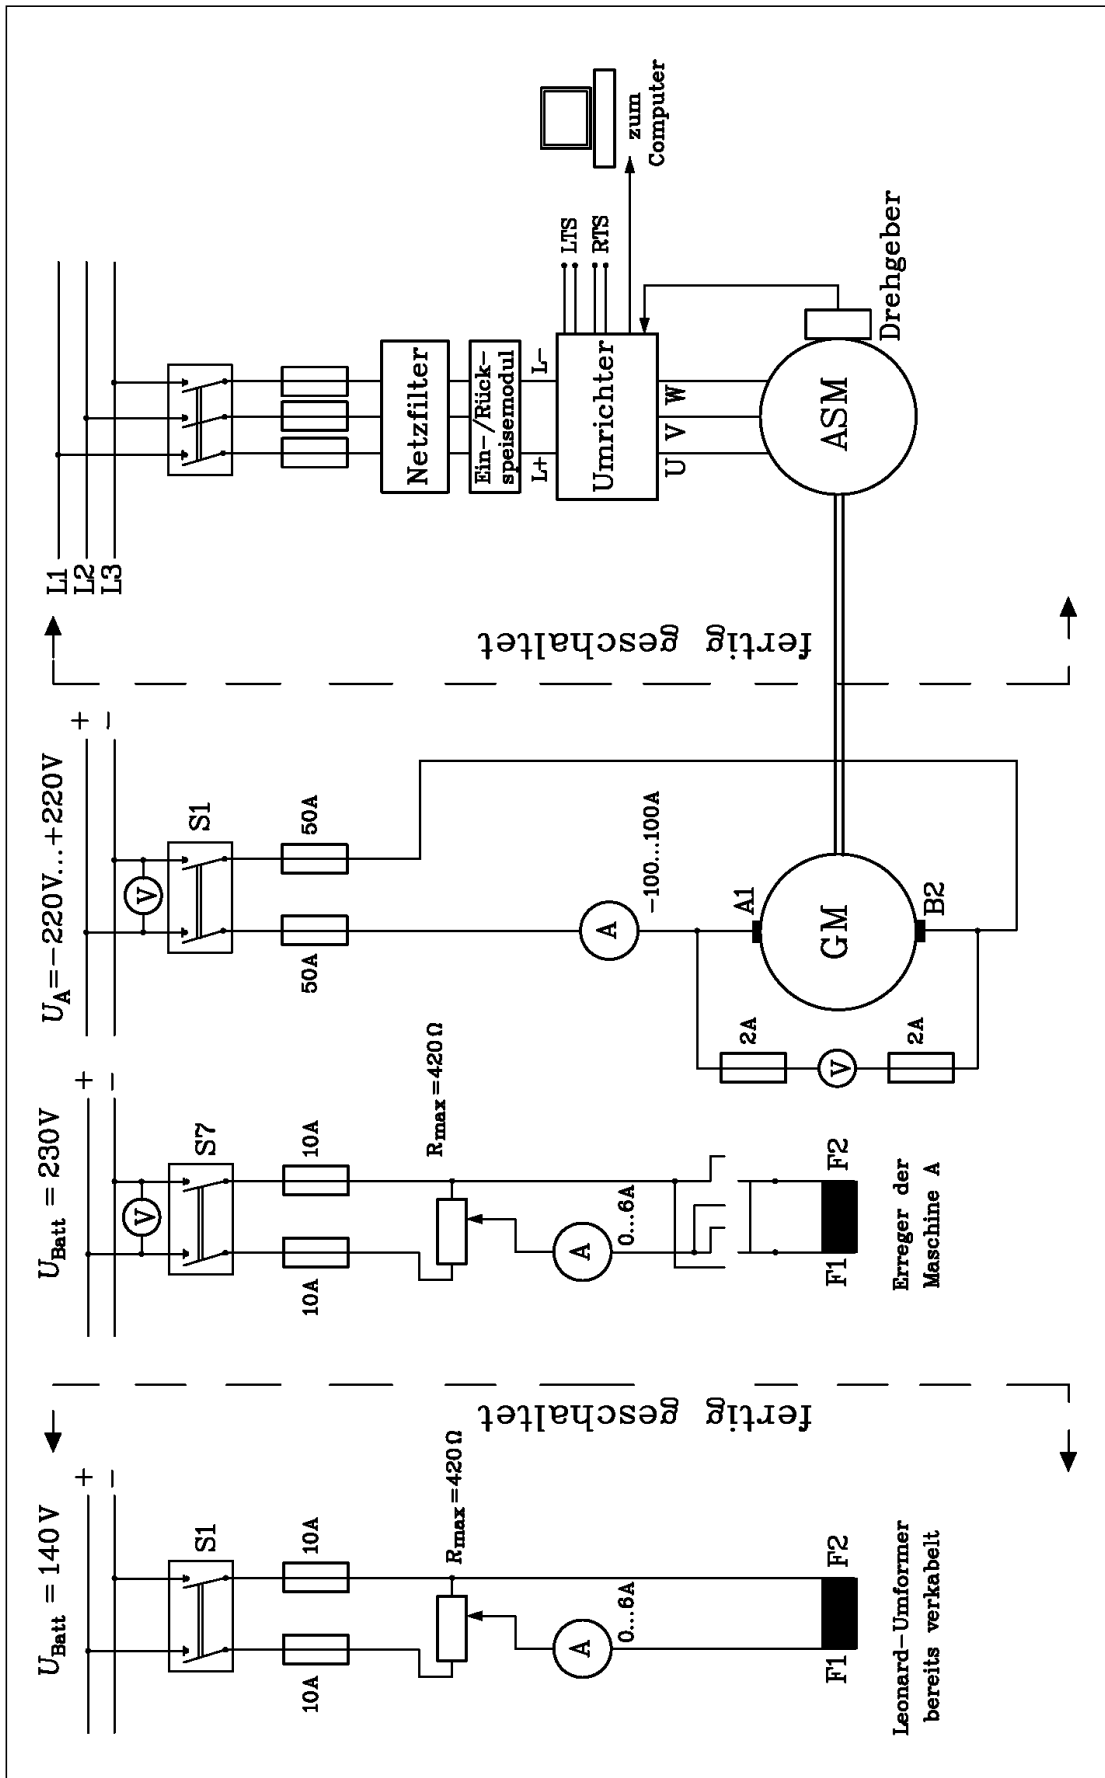 U_Batt = 140V
+
−
S1
10A
10A
R_max=420Ω
A
0...6A
F1
F2
Leonard-Umformer
bereits verkabelt
fertig geschaltet
U_Batt = 230V
+
−
V
S7
10A
10A
R_max=420Ω
A
0...6A
F1
F2
Erreger der
Maschine A
U_A=−220V...+220V
+
−
V
S1
50A
50A
A
−100...100A
A1
GM
B2
2A
V
2A
fertig geschaltet
L1
L2
L3
Netzfilter
Ein-/Rück-
speisemodul
L+
L−
Umrichter
LTS
RTS
zum
Computer
U
V
W
ASM
Drehgeber